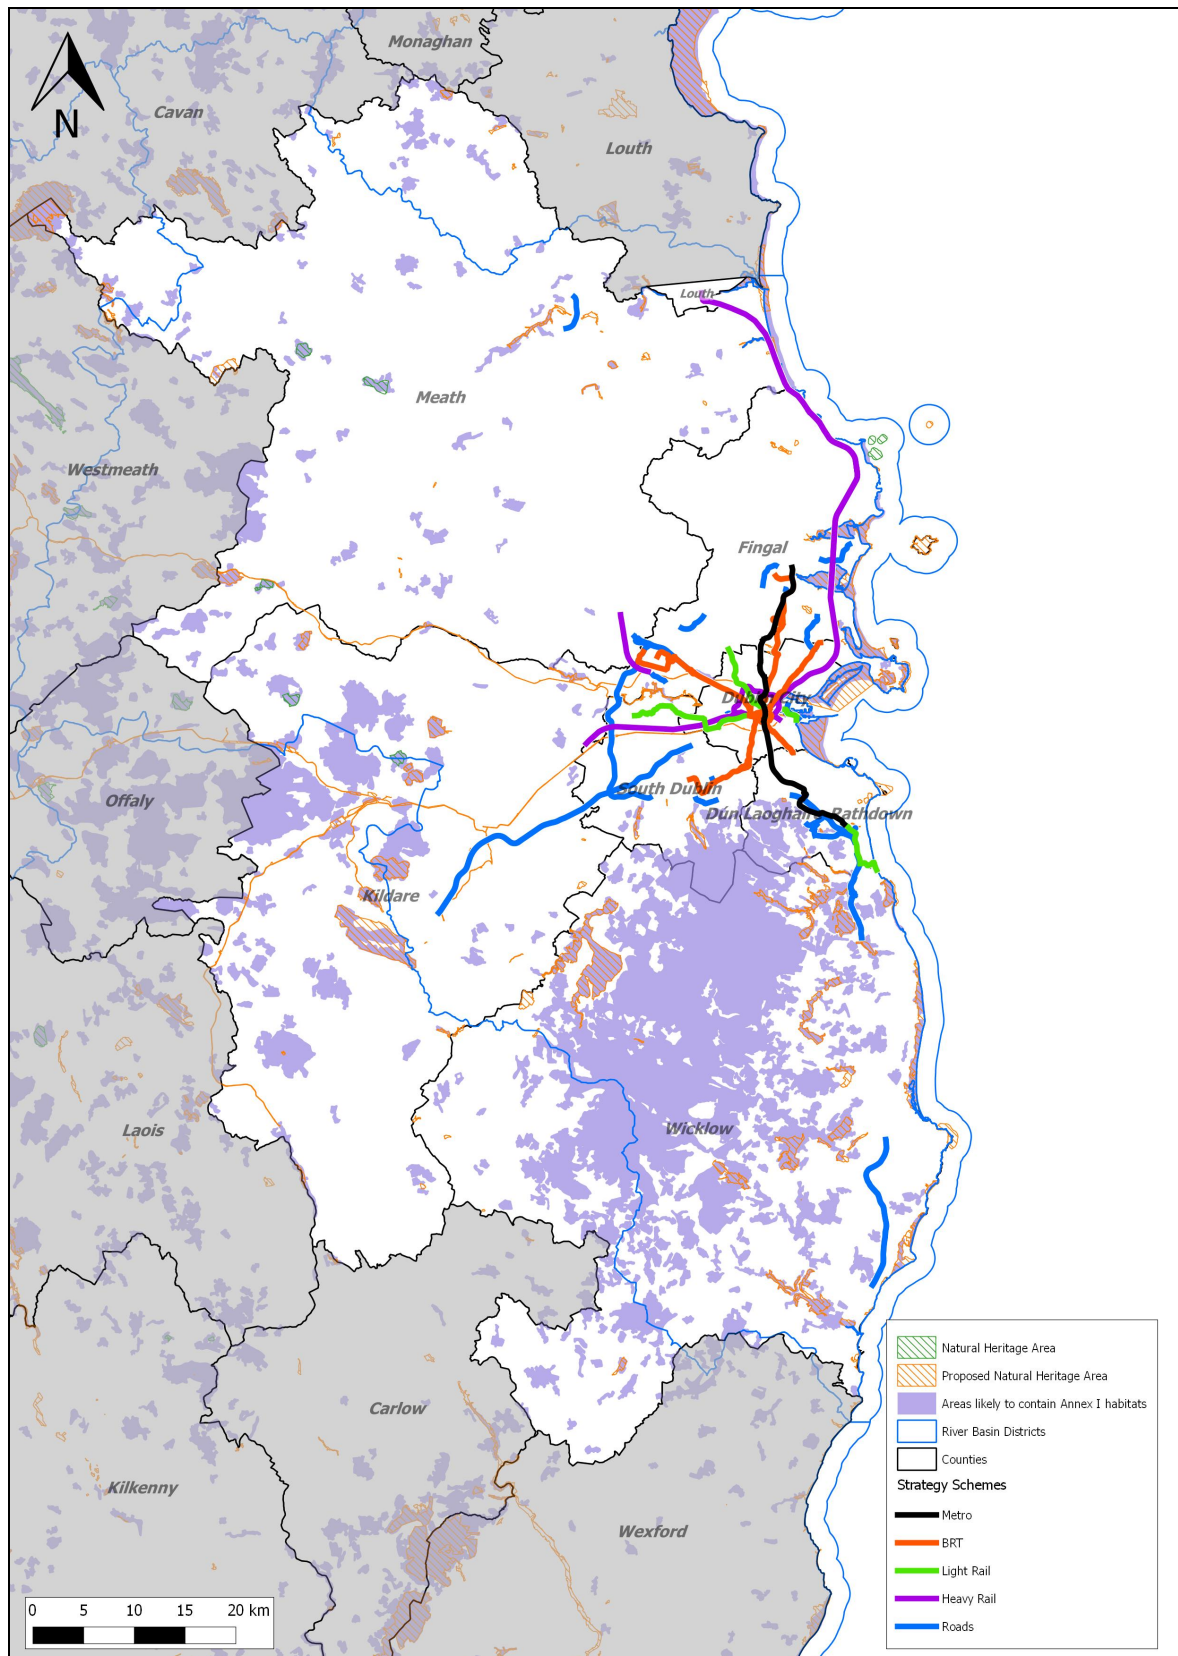 Monaghan
Cavan
N
Louth
Louth
Meath
Westmeath
Fingal
Dublin City
Offaly
South Dublin
Rathdown
Kildare
Laois
Wicklow
Carlow
Kilkenny
Wexford
Natural Heritage Area
Proposed Natural Heritage Area
Areas likely to contain Annex I habitats
River Basin Districts
Counties
Strategy Schemes
Metro
BRT
Light Rail
Heavy Rail
Roads
0 5 10 15 20 km